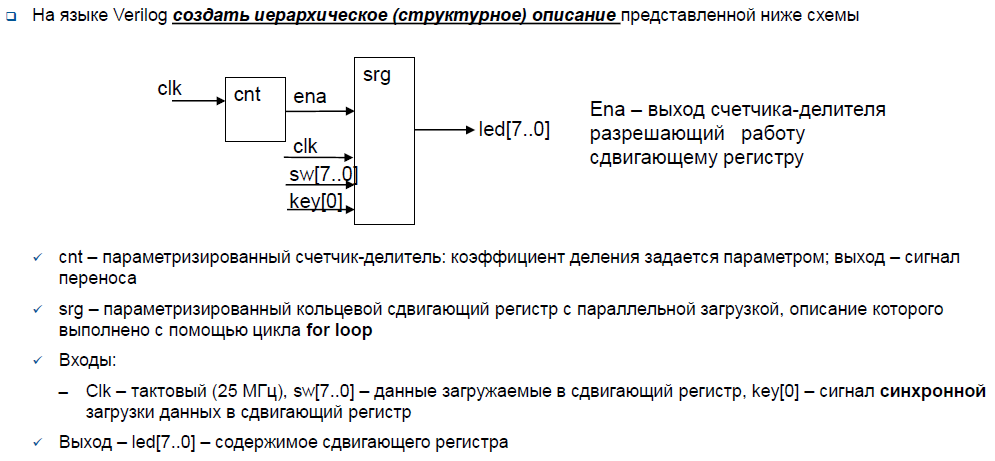 На языке Verilog создать иерархическое (структурное) описание представленной ниже схемы
clk
cnt
ena
srg
clk
sw[7..0]
key[0]
led[7..0]
Ena – выход счетчика-делителя
разрешающий работу
сдвигающему регистру
cnt – параметризированный счетчик-делитель: коэффициент деления задается параметром; выход – сигнал
переноса
srg – параметризированный кольцевой сдвигающий регистр с параллельной загрузкой, описание которого
выполнено с помощью цикла for loop
Входы:
– Clk – тактовый (25 МГц), sw[7..0] – данные загружаемые в сдвигающий регистр, key[0] – сигнал синхронной
загрузки данных в сдвигающий регистр
Выход – led[7..0] – содержимое сдвигающего регистра